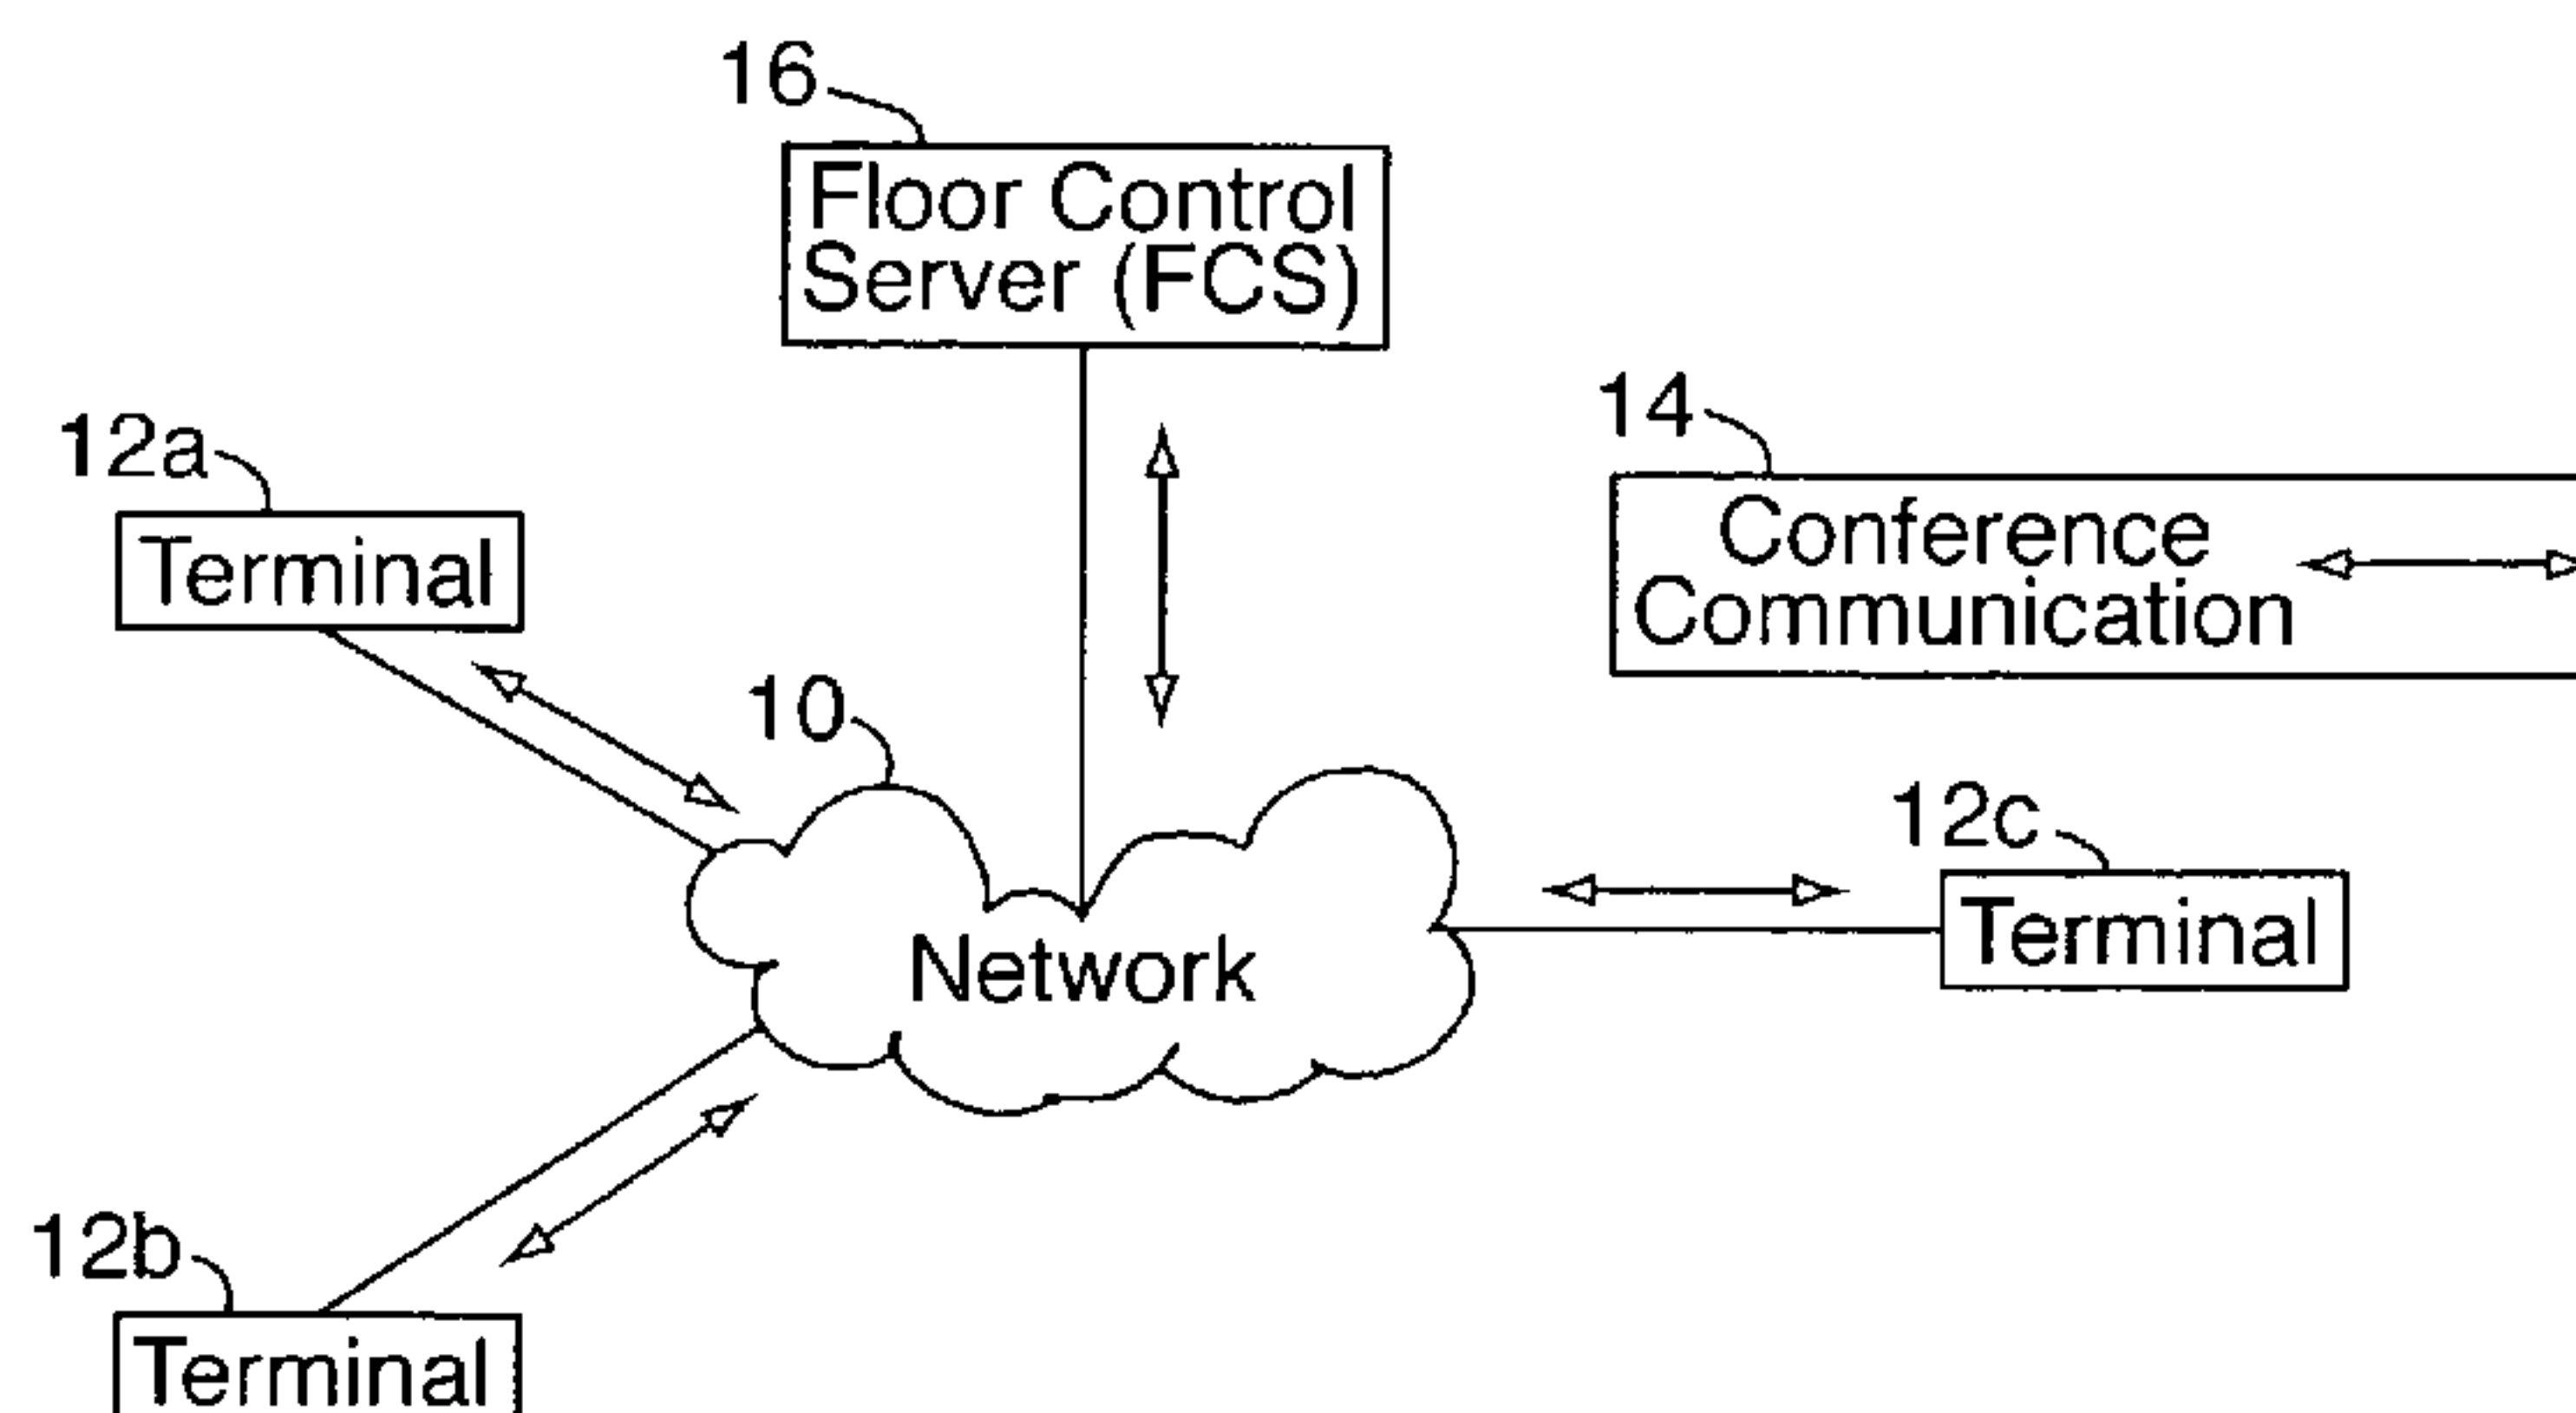 16
Floor Control
Server (FCS)
14
Conference
Communication
12a
Terminal
10
Network
12c
Terminal
12b
Terminal